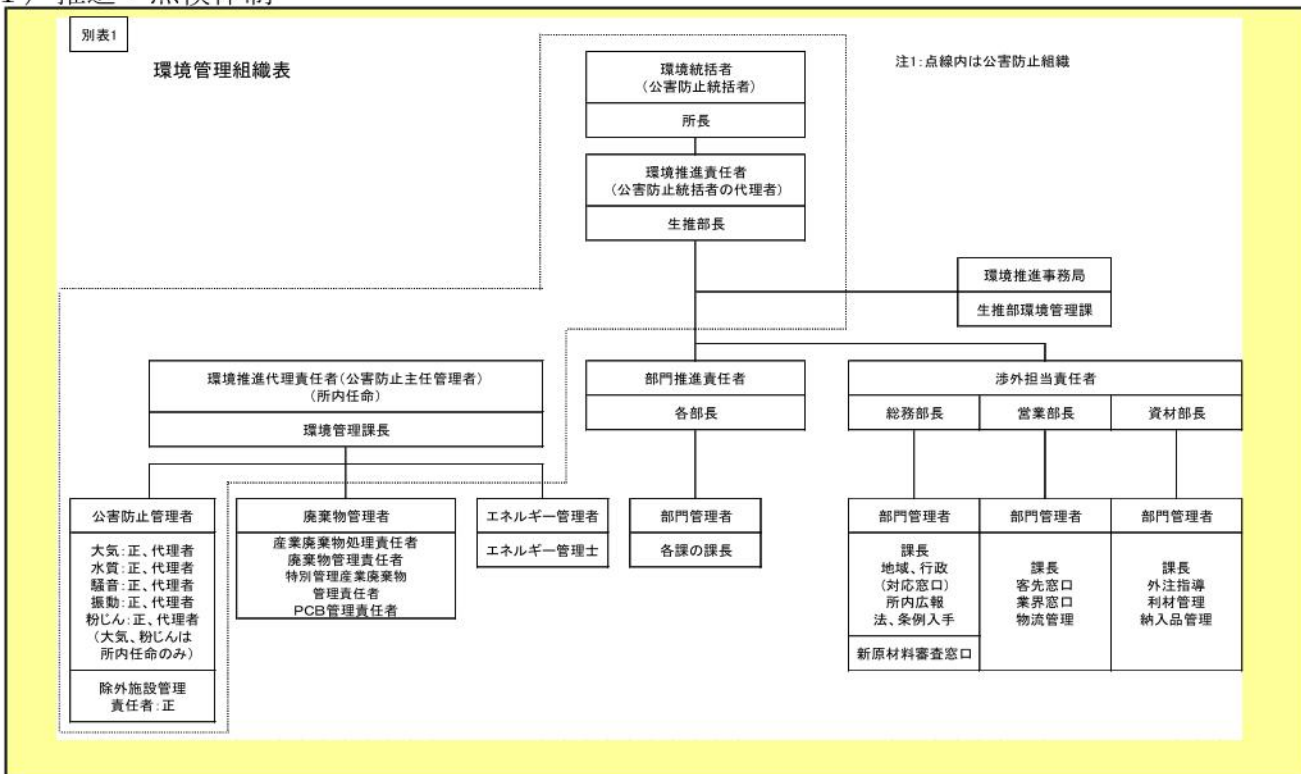 別表1
環境管理組織表
注1:点線内は公害防止組織
環境統括者
(公害防止統括者)
所長
環境推進責任者
(公害防止統括者の代理者)
生推部長
環境推進事務局
生推部環境管理課
環境推進代理責任者(公害防止主任管理者)
(所内任命)
環境管理課長
部門推進責任者
各部長
渉外担当責任者
総務部長
営業部長
資材部長
公害防止管理者
大気:正、代理者
水質:正、代理者
騒音:正、代理者
振動:正、代理者
粉じん:正、代理者
(大気、粉じんは
所内任命のみ)
除外施設管理
責任者:正
廃棄物管理者
産業廃棄物処理責任者
廃棄物管理責任者
特別管理産業廃棄物
管理責任者
PCB管理責任者
エネルギー管理者
エネルギー管理士
部門管理者
各課の課長
部門管理者
課長
地域、行政
(対応窓口)
所内広報
法、条例入手
新原材料審査窓口
部門管理者
課長
客先窓口
業界窓口
物流管理
部門管理者
課長
外注指導
利材管理
納入品管理